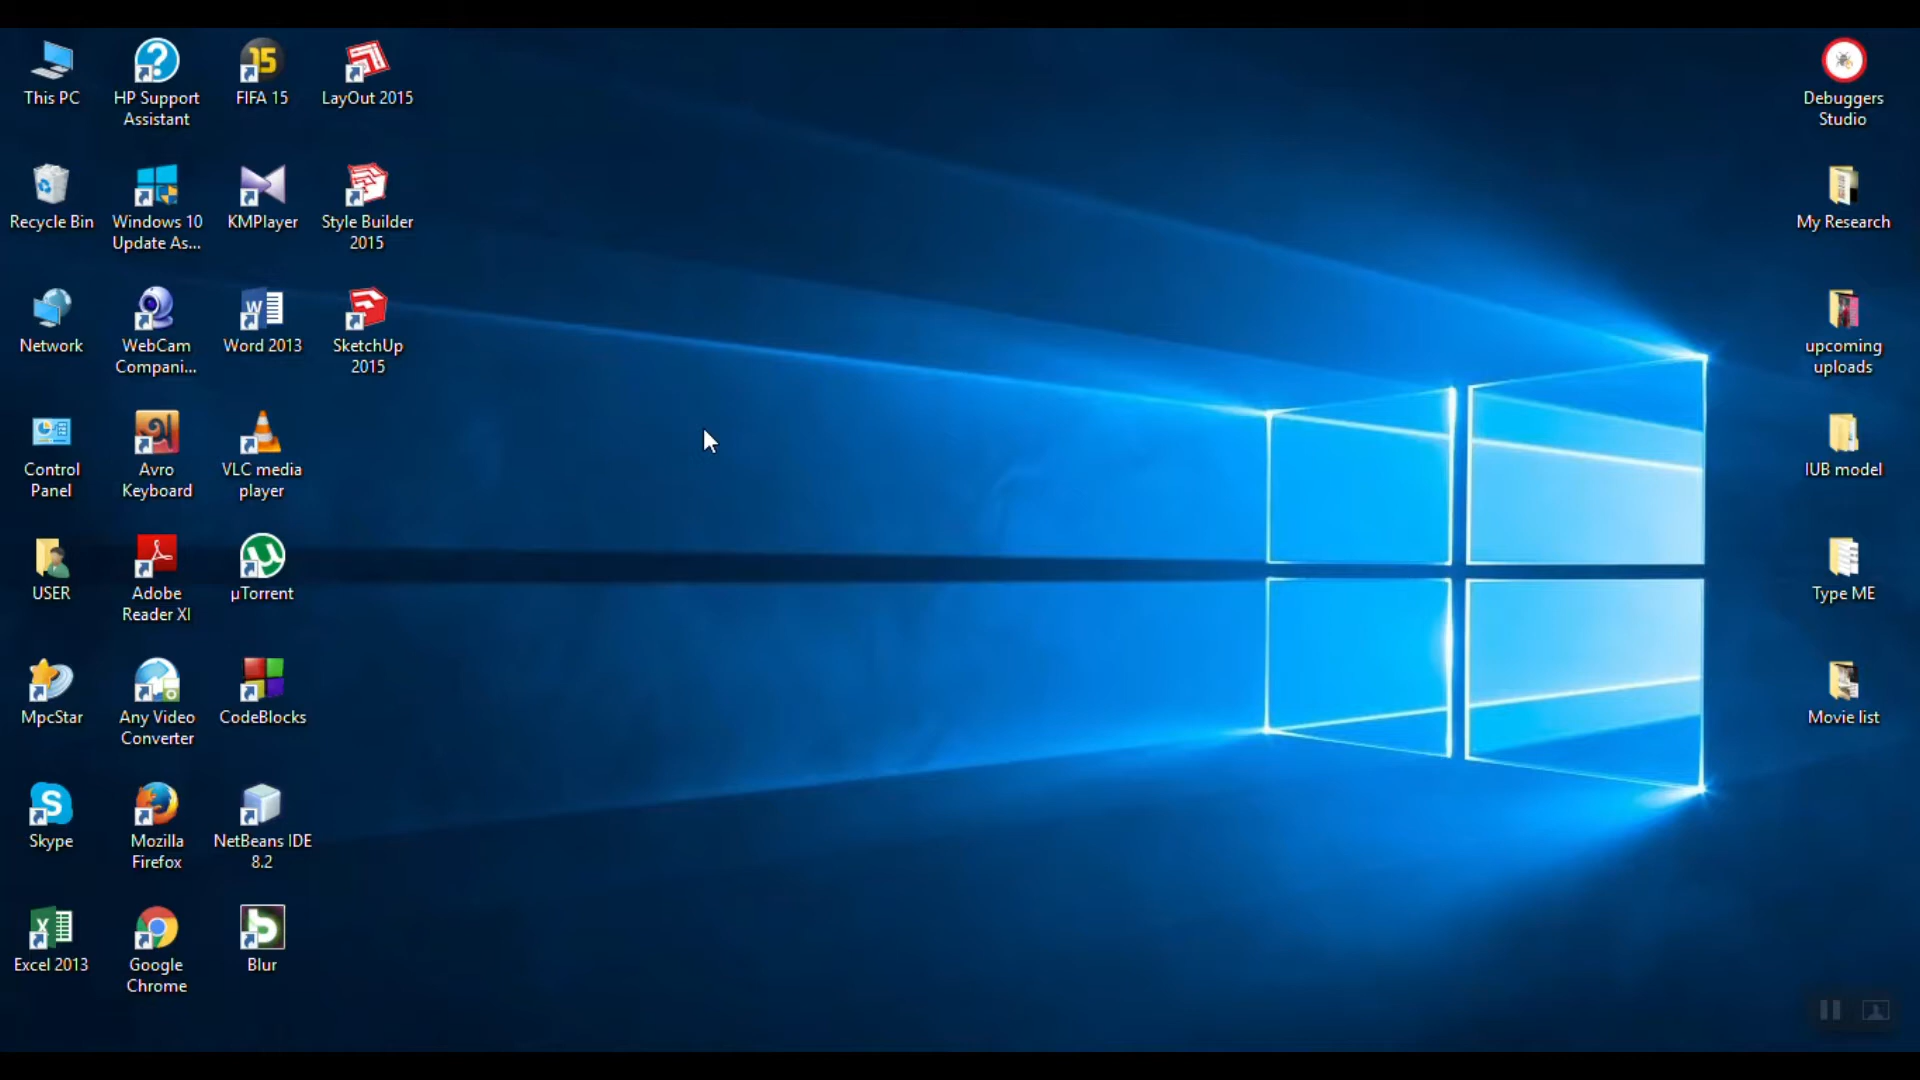 This PC
HP Support
Assistant
FIFA 15
LayOut 2015
Recycle Bin
Windows 10
Update As...
KMPlayer
Style Builder
2015
Network
WebCam
Compani...
Word 2013
SketchUp
2015
Control
Panel
Avro
Keyboard
VLC media
player
USER
Adobe
Reader XI
µTorrent
MpcStar
Any Video
Converter
CodeBlocks
Skype
Mozilla
Firefox
NetBeans IDE
8.2
Excel 2013
Google
Chrome
Blur
Debuggers
Studio
My Research
upcoming
uploads
IUB model
Type ME
Movie list